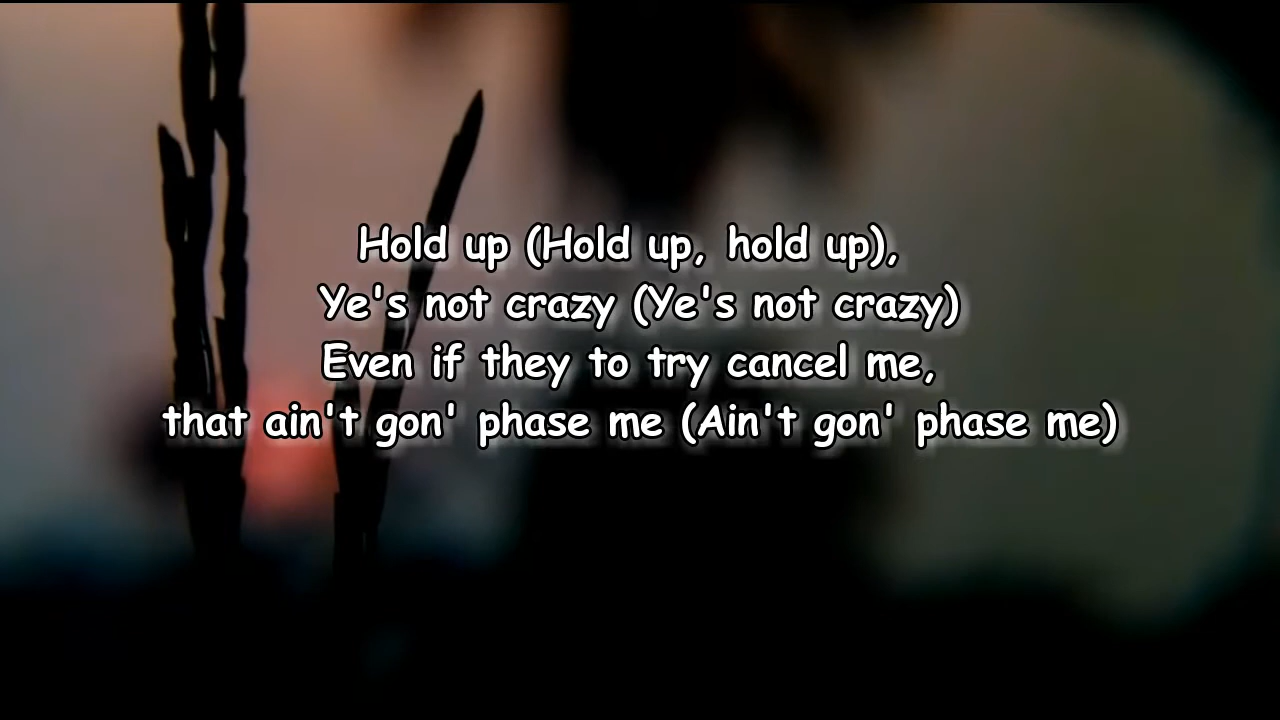 Hold up (Hold up, hold up),
Ye's not crazy (Ye's not crazy)
Even if they to try cancel me,
that ain't gon' phase me (Ain't gon' phase me)